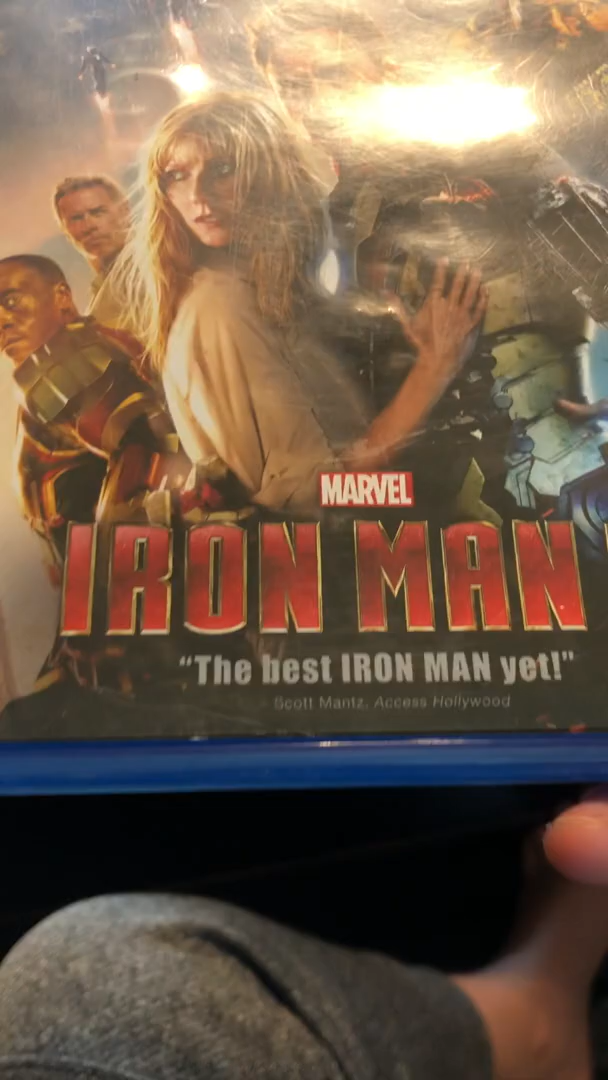 MARVEL
IRON MAN
“The best IRON MAN yet!”
Scott Mantz, Access Hollywood